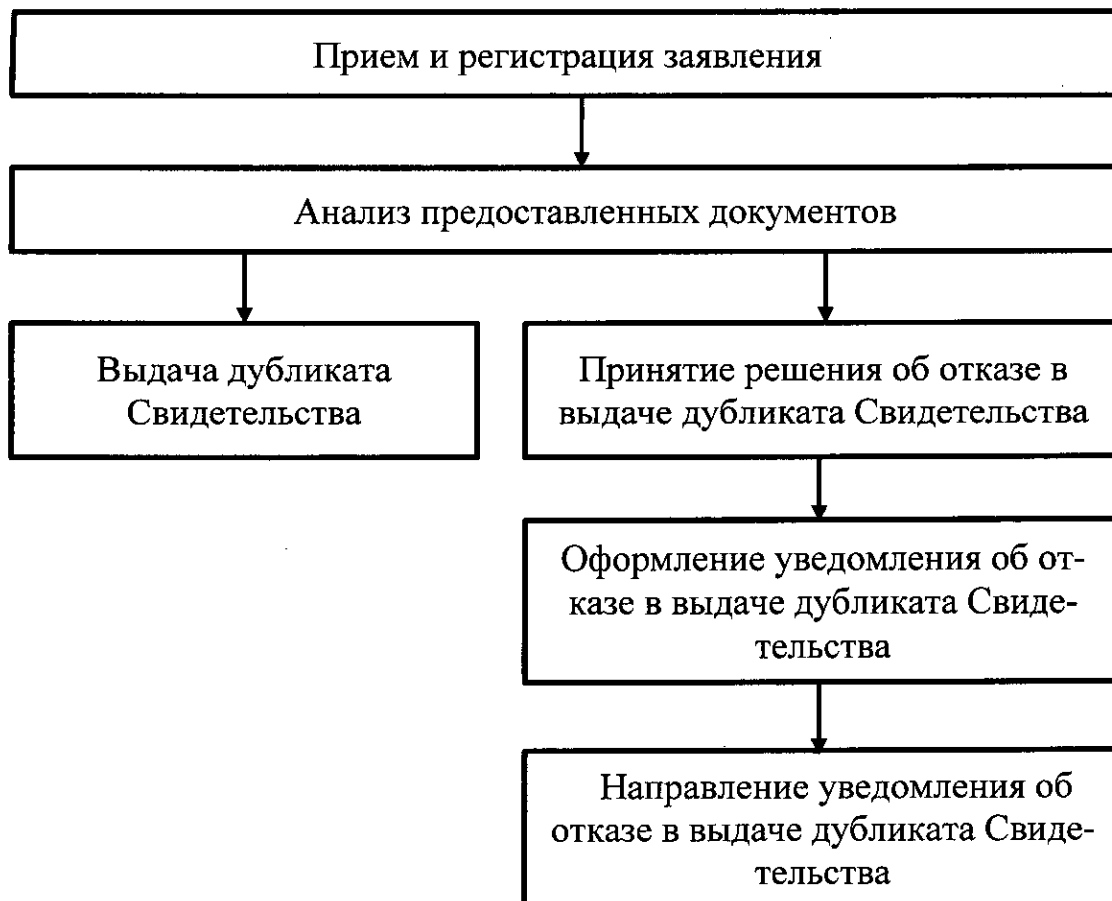 Прием и регистрация заявления
Анализ предоставленных документов
Выдача дубликата
Свидетельства
Принятие решения об отказе в
выдаче дубликата Свидетельства
Оформление уведомления об от-
казе в выдаче дубликата Свиде-
тельства
Направление уведомления об
отказе в выдаче дубликата Свиде-
тельства